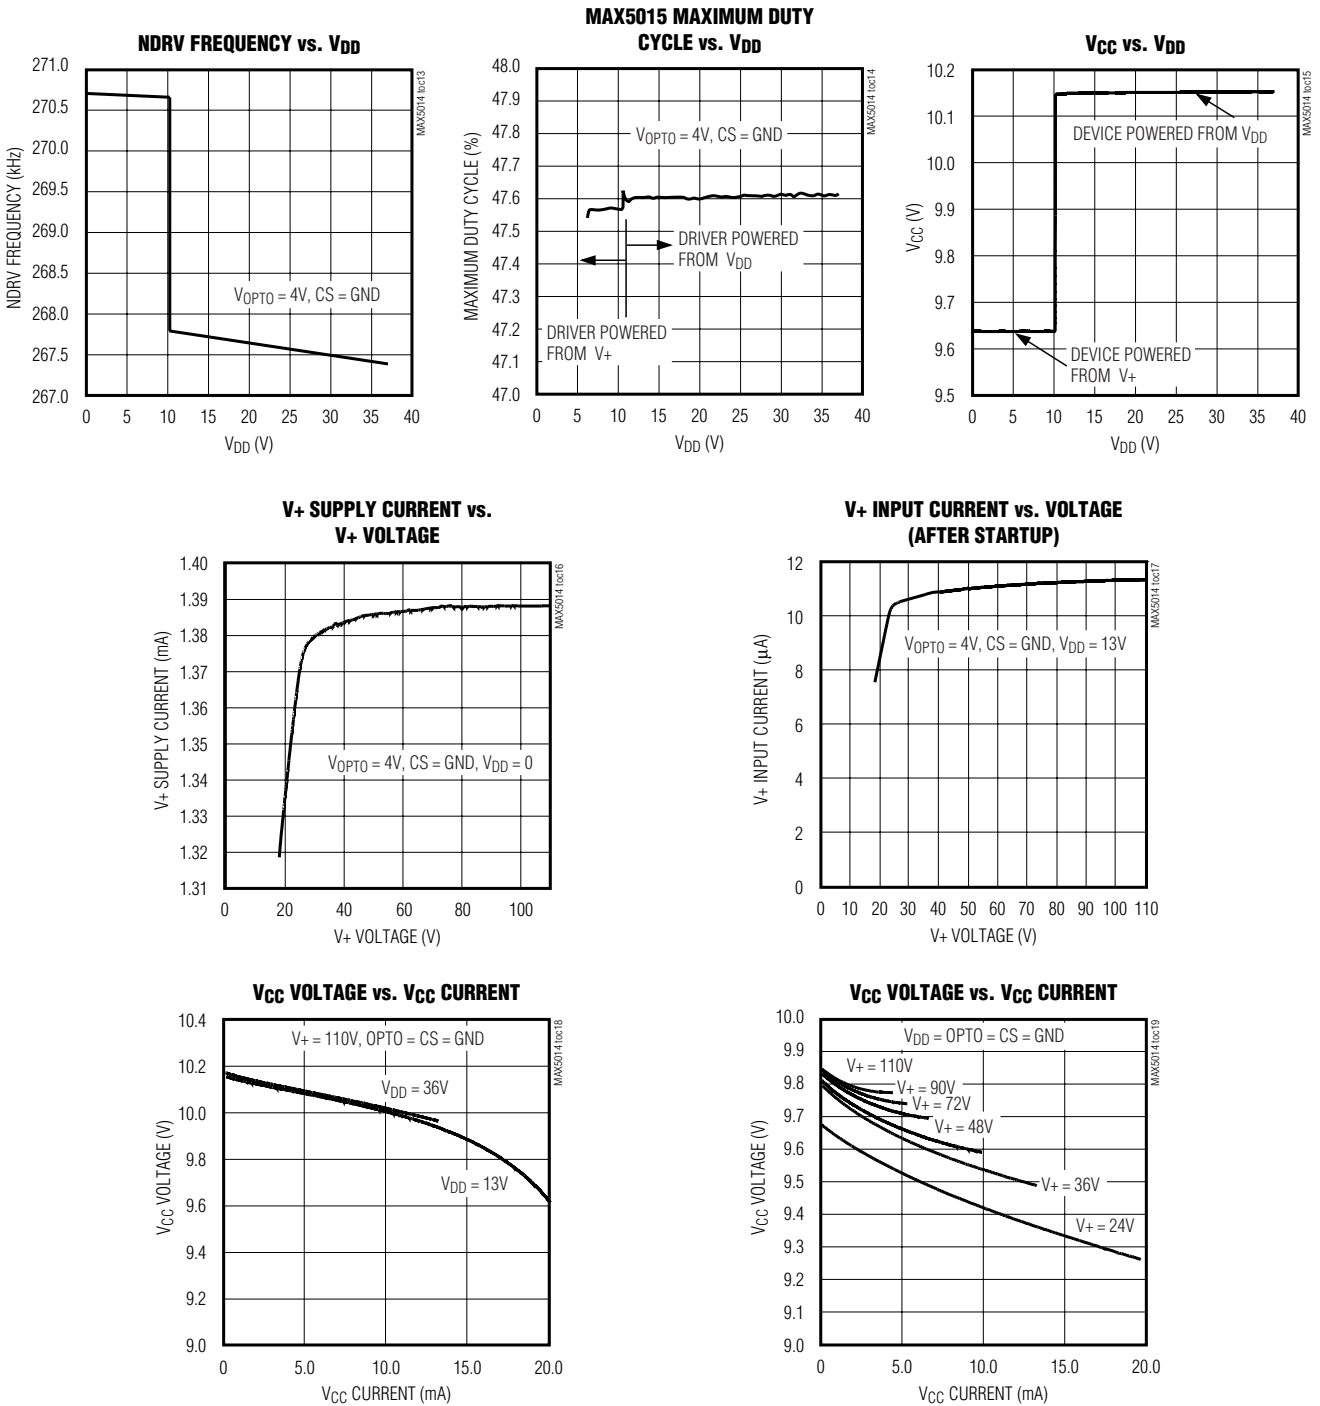 NDRV FREQUENCY vs. VDD
271.0
270.5
270.0
269.5
269.0
268.5
268.0
267.5
267.0
NDRV FREQUENCY (kHz)
VOPTO = 4V, CS = GND
0 5 10 15 20 25 30 35 40
VDD (V)
MAX5014 toc13
MAX5015 MAXIMUM DUTY
CYCLE vs. VDD
48.0
47.9
47.8
47.7
47.6
47.5
47.4
47.3
47.2
47.1
47.0
MAXIMUM DUTY CYCLE (%)
VOPTO = 4V, CS = GND
DRIVER POWERED
FROM VDD
DRIVER POWERED
FROM V+
0 5 10 15 20 25 30 35 40
VDD (V)
MAX5014 toc14
VCC vs. VDD
10.2
10.1
10.0
9.9
9.8
9.7
9.6
9.5
VCC (V)
DEVICE POWERED FROM VDD
DEVICE POWERED
FROM V+
0 5 10 15 20 25 30 35 40
VDD (V)
MAX5014 toc15
V+ SUPPLY CURRENT vs.
V+ VOLTAGE
1.40
1.39
1.38
1.37
1.36
1.35
1.34
1.33
1.32
1.31
V+ SUPPLY CURRENT (mA)
VOPTO = 4V, CS = GND, VDD = 0
0 20 40 60 80 100
V+ VOLTAGE (V)
MAX5014 toc16
V+ INPUT CURRENT vs. VOLTAGE
(AFTER STARTUP)
12
10
8
6
4
2
0
V+ INPUT CURRENT (μA)
VOPTO = 4V, CS = GND, VDD = 13V
0 10 20 30 40 50 60 70 80 90 100 110
V+ VOLTAGE (V)
MAX5014 toc17
VCC VOLTAGE vs. VCC CURRENT
10.4
10.2
10.0
9.8
9.6
9.4
9.2
9.0
VCC VOLTAGE (V)
V+ = 110V, OPTO = CS = GND
VDD = 36V
VDD = 13V
0 5.0 10.0 15.0 20.0
VCC CURRENT (mA)
MAX5014 toc18
VCC VOLTAGE vs. VCC CURRENT
10.0
9.9
9.8
9.7
9.6
9.5
9.4
9.3
9.2
9.1
9.0
VCC VOLTAGE (V)
VDD = OPTO = CS = GND
V+ = 110V
V+ = 90V
V+ = 72V
V+ = 48V
V+ = 36V
V+ = 24V
0 5.0 10.0 15.0 20.0
VCC CURRENT (mA)
MAX5014 toc19